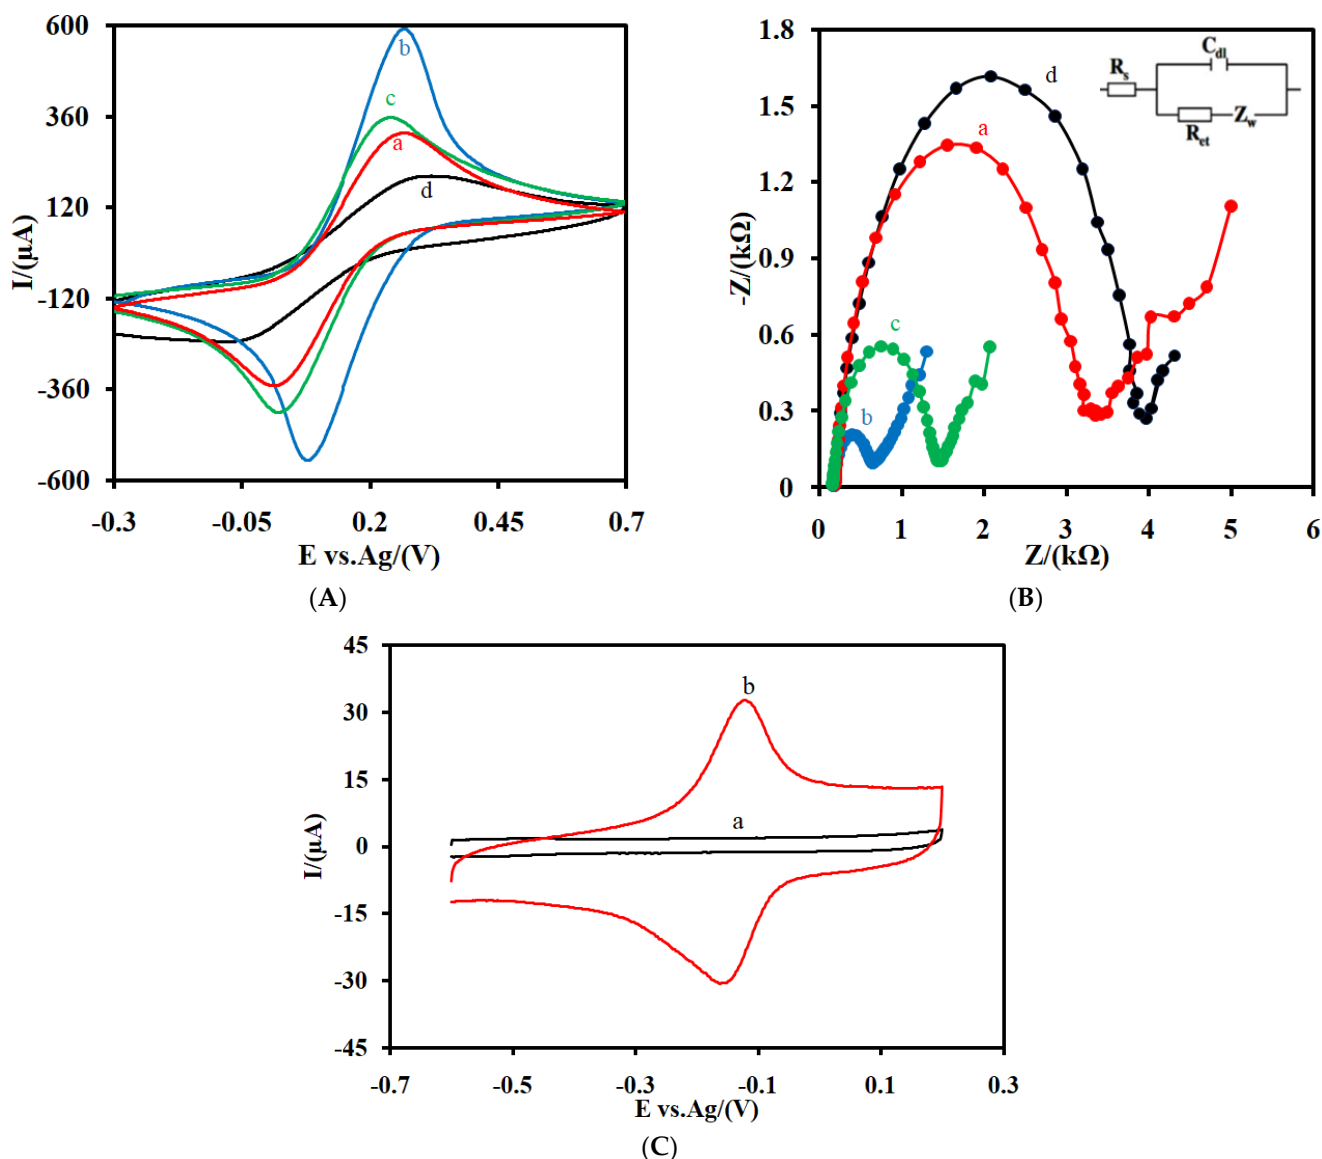 600
360
120
-120
-360
-600
I/(µA)
b
c
a
d
-0.3
-0.05
0.2
0.45
0.7
E vs.Ag/(V)
(A)
1.8
1.5
1.2
0.9
0.6
0.3
0
-Z/(kΩ)
d
a
c
b
Cdl
Rs
Ret
Zw
0
1
2
3
4
5
6
Z/(kΩ)
(B)
45
30
15
0
-15
-30
-45
I/(µA)
b
a
-0.7
-0.5
-0.3
-0.1
0.1
0.3
E vs.Ag/(V)
(C)